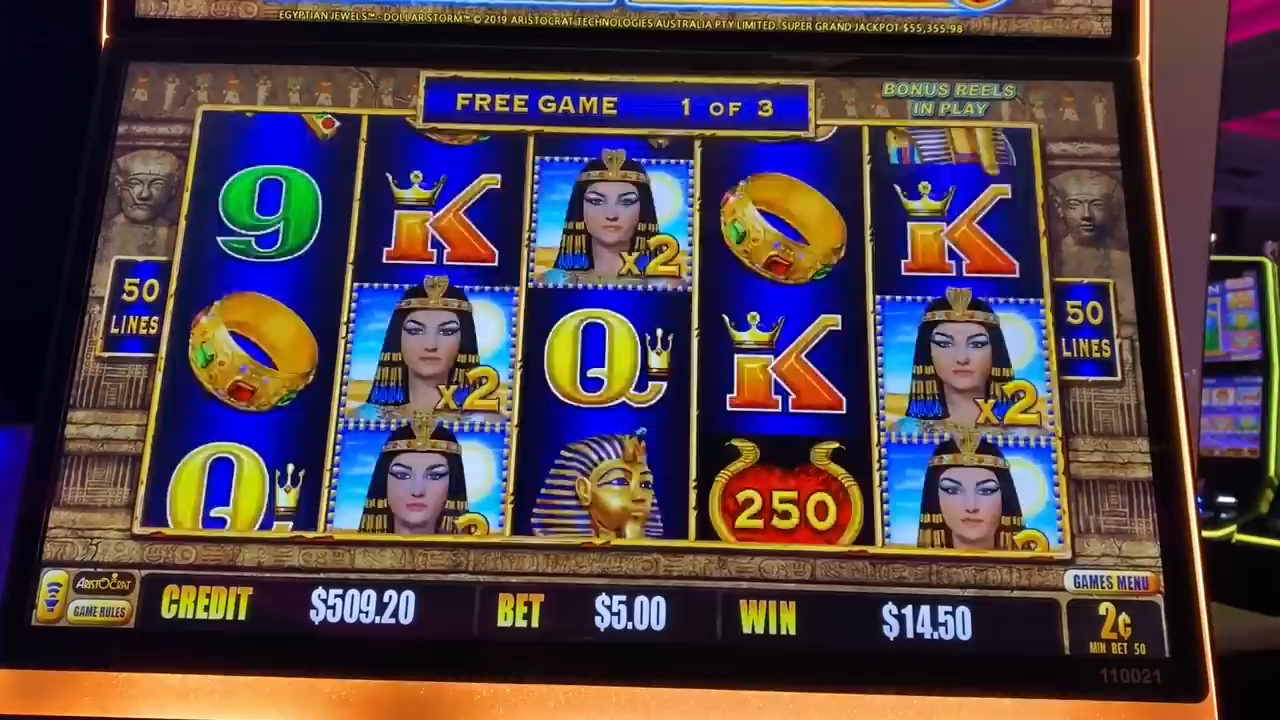 EGYPTIAN JEWELS™ - DOLLAR STORM™ © 2019 ARISTOCRAT TECHNOLOGIES AUSTRALIA PTY LIMITED. SUPER GRAND JACKPOT $55,355.98
FREE GAME 1 OF 3
BONUS REELS
IN PLAY
9
K
x2
K
50
LINES
x2
Q
K
x2
50
LINES
Q
2
250
2
ARISTOCRAT
GAME RULES
CREDIT $509.20 BET $5.00 WIN $14.50
GAMES MENU
2¢
MIN BET 50
110021